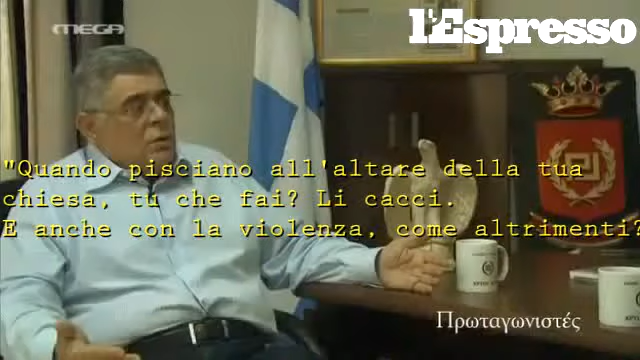 MEGA
l'Espresso
"Quando pisciano all'altare della tua
chiesa, tu che fai? Li cacci.
E anche con la violenza, come altrimenti?
Πρωταγωνιστές